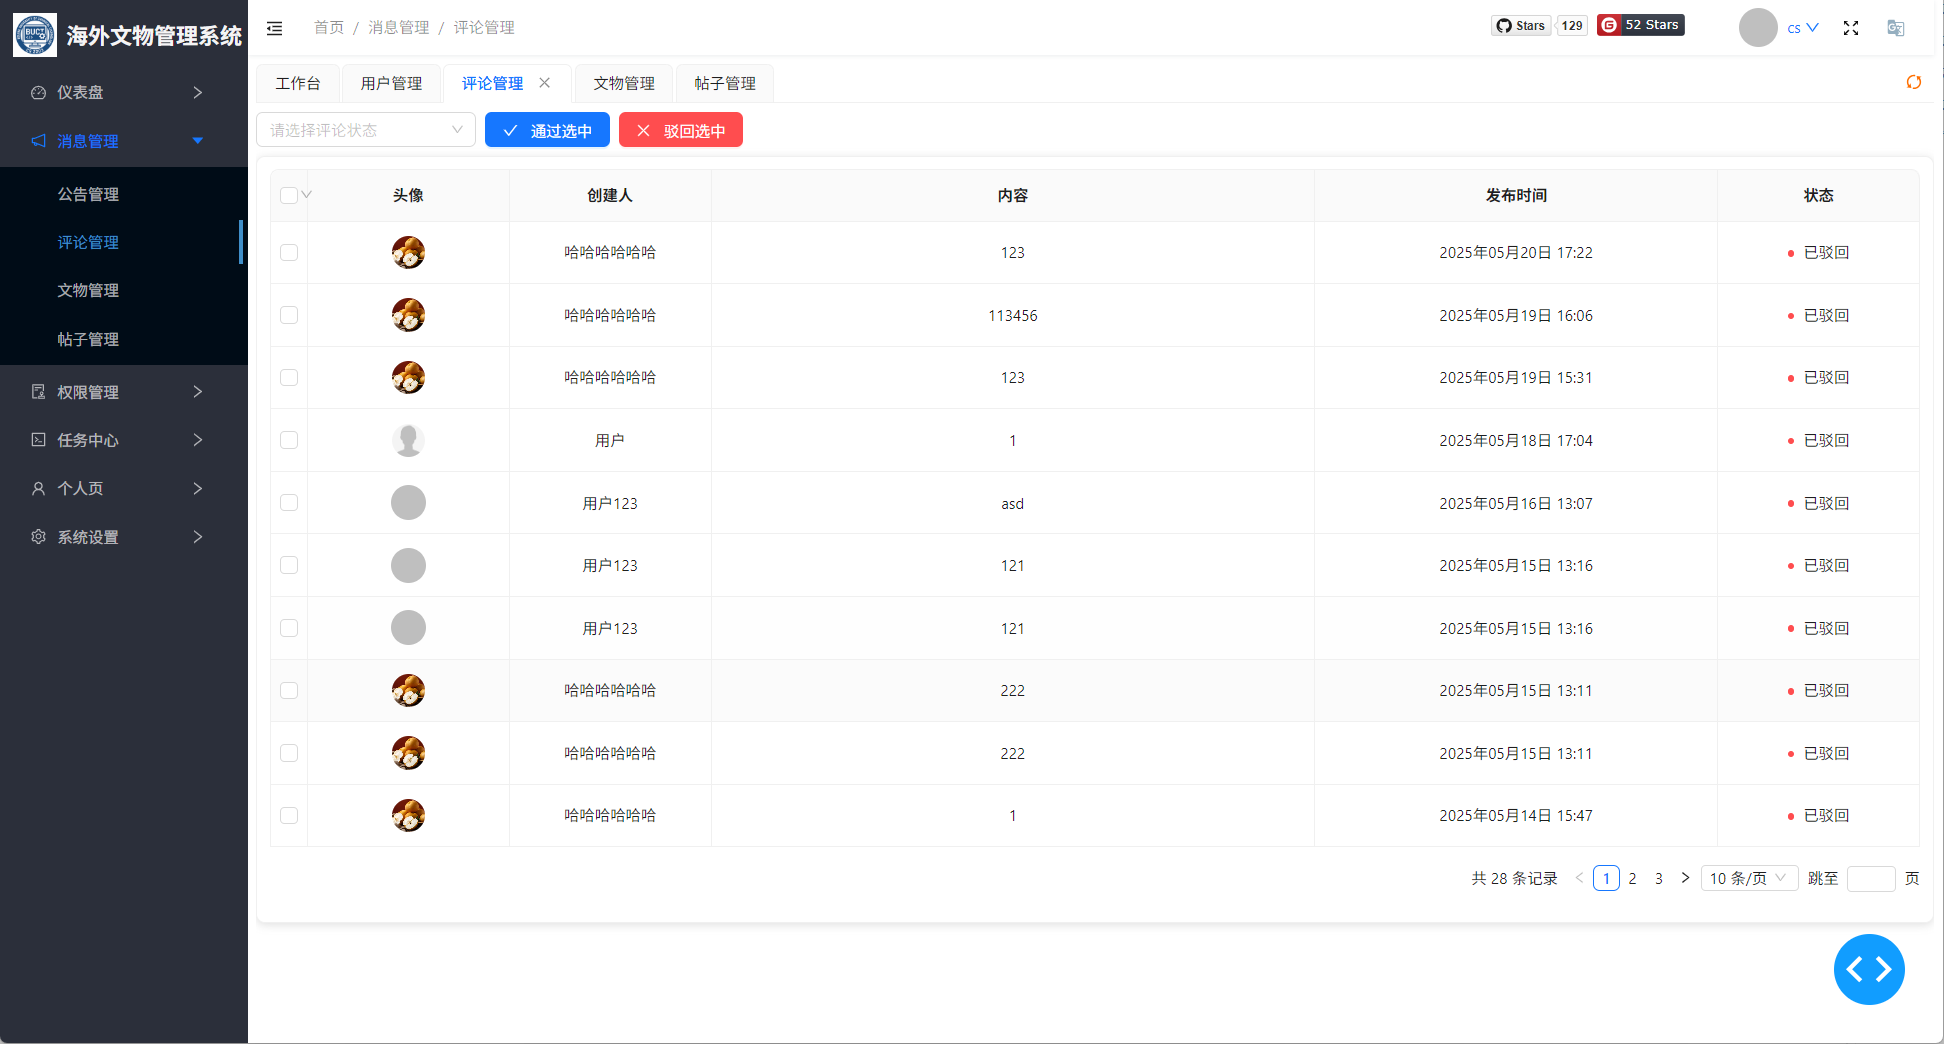 BUCT
海外文物管理系统
首页 / 消息管理 / 评论管理
Stars 129
52 Stars
cs
仪表盘
消息管理
公告管理
评论管理
文物管理
帖子管理
权限管理
任务中心
个人页
系统设置
工作台 用户管理 评论管理 文物管理 帖子管理
请选择评论状态 通过选中 驳回选中
头像 创建人 内容 发布时间 状态
哈哈哈哈哈哈 123 2025年05月20日 17:22 已驳回
哈哈哈哈哈哈 113456 2025年05月19日 16:06 已驳回
哈哈哈哈哈哈 123 2025年05月19日 15:31 已驳回
用户 1 2025年05月18日 17:04 已驳回
用户123 asd 2025年05月16日 13:07 已驳回
用户123 121 2025年05月15日 13:16 已驳回
用户123 121 2025年05月15日 13:16 已驳回
哈哈哈哈哈哈 222 2025年05月15日 13:11 已驳回
哈哈哈哈哈哈 222 2025年05月15日 13:11 已驳回
哈哈哈哈哈哈 1 2025年05月14日 15:47 已驳回
共 28 条记录 1 2 3 10 条/页 跳至 页